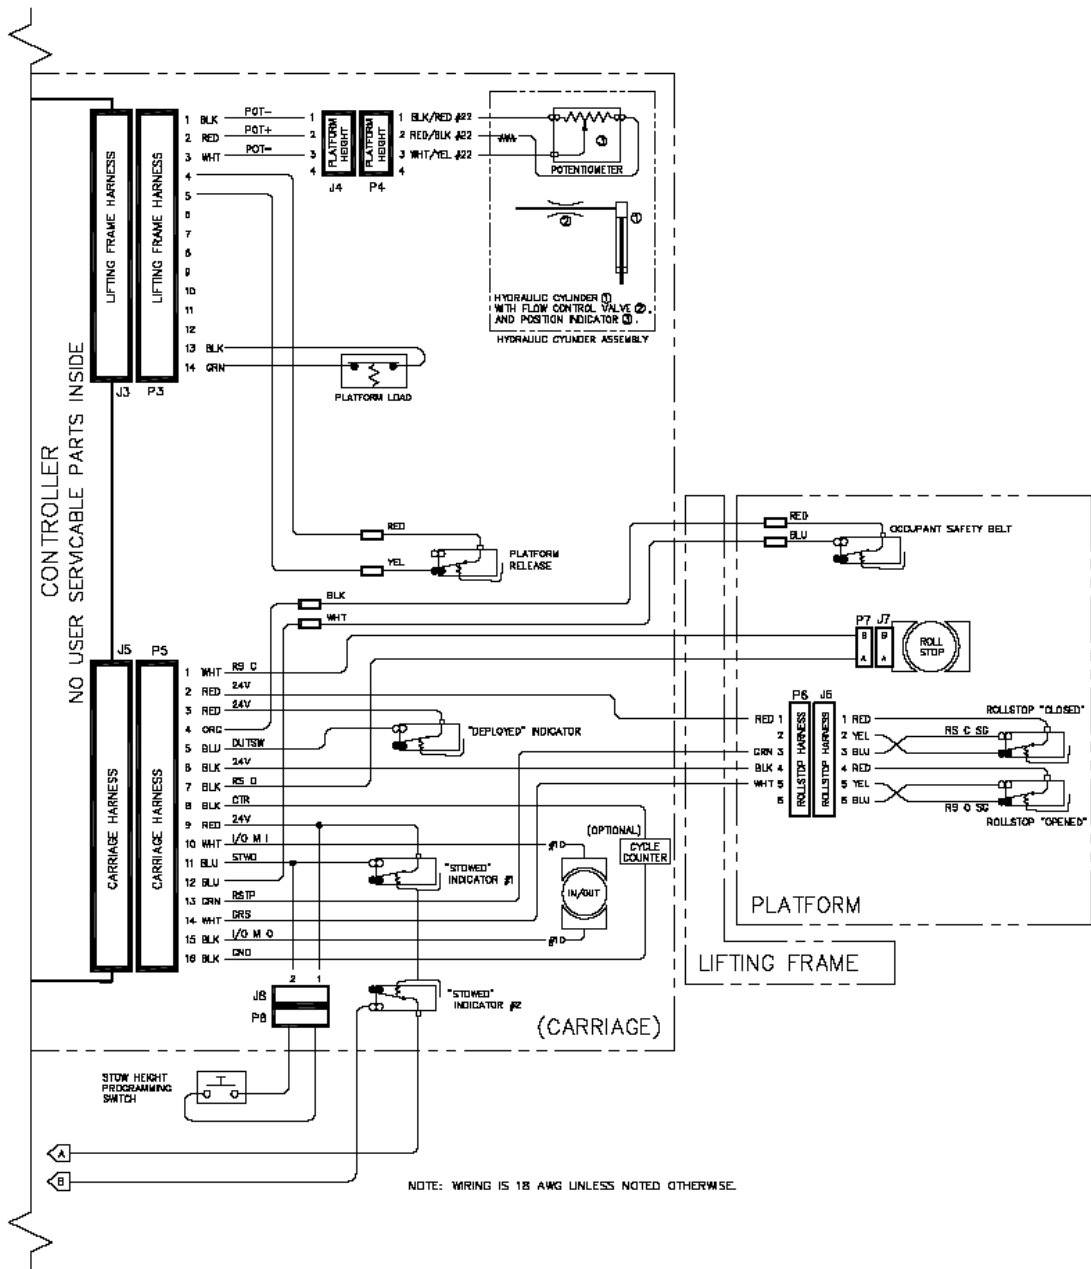 CONTROLLER
NO USER SERVICABLE PARTS INSIDE
LIFTING FRAME HARNESS
LIFTING FRAME HARNESS
J3
P3
1 BLK POT-
2 RED POT+
3 WHT POT-
4
5
6
7
8
9
10
11
12
13 BLK
14 GRN
1
2
3
4
PLATFORM HEIGHT
PLATFORM HEIGHT
J4
P4
1 BLK/RED #22
2 RED/BLK #22
3 WHT/YEL #22
4
3
POTENTIOMETER
2
1
HYDRAULIC CYLINDER 1
WITH FLOW CONTROL VALVE 2,
AND POSITION INDICATOR 3.
HYDRAULIC CYLINDER ASSEMBLY
PLATFORM LOAD
RED
YEL
PLATFORM
RELEASE
BLK
WHT
RED
BLU
OCCUPANT SAFETY BELT
P7
J7
B
A
B
A
ROLL
STOP
J5
P5
CARRIAGE HARNESS
CARRIAGE HARNESS
1 WHT RS C
2 RED 24V
3 RED 24V
4 ORG
5 BLU OUTSW
6 BLK 24V
7 BLK RS O
8 BLK CTR
9 RED 24V
10 WHT I/O M I
11 BLU STWD
12 BLU
13 GRN RSTP
14 WHT GRS
15 BLK I/O M O
16 BLK GND
"DEPLOYED" INDICATOR
"STOWED"
INDICATOR #1
"STOWED"
INDICATOR #2
(OPTIONAL)
CYCLE
COUNTER
#10
IN/OUT
#10
P6
J6
ROLLSTOP HARNESS
ROLLSTOP HARNESS
RED 1
2
GRN 3
BLK 4
WHT 5
6
1 RED
2 YEL
3 BLU
4 RED
5 YEL
6 BLU
RS C SG
RS O SG
ROLLSTOP "CLOSED"
ROLLSTOP "OPENED"
PLATFORM
LIFTING FRAME
(CARRIAGE)
2
1
J8
P8
STOW HEIGHT
PROGRAMMING
SWITCH
A
B
NOTE: WIRING IS 18 AWG UNLESS NOTED OTHERWISE.